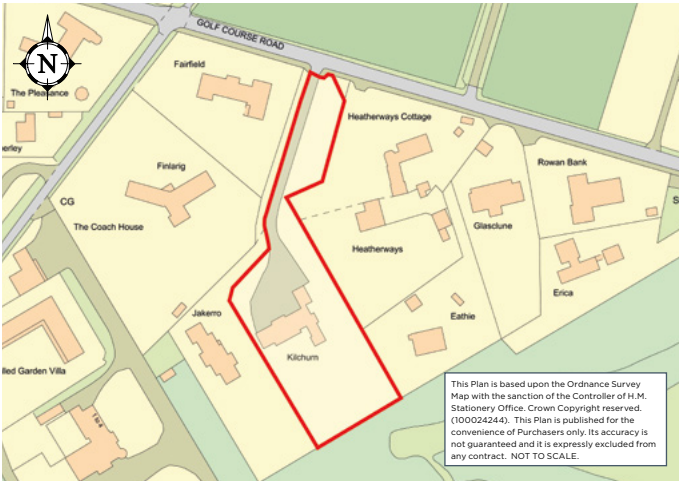 GOLF COURSE ROAD
N
Fairfield
The Pleasance
Heatherways Cottage
erley
Finlarig
Rowan Bank
CG
S
The Coach House
Glasclune
Heatherways
Erica
Jakerro
Eathie
Kilchurn
lled Garden Villa
This Plan is based upon the Ordnance Survey
Map with the sanction of the Controller of H.M.
Stationery Office. Crown Copyright reserved.
(100024244). This Plan is published for the
convenience of Purchasers only. Its accuracy is
not guaranteed and it is expressly excluded from
any contract. NOT TO SCALE.